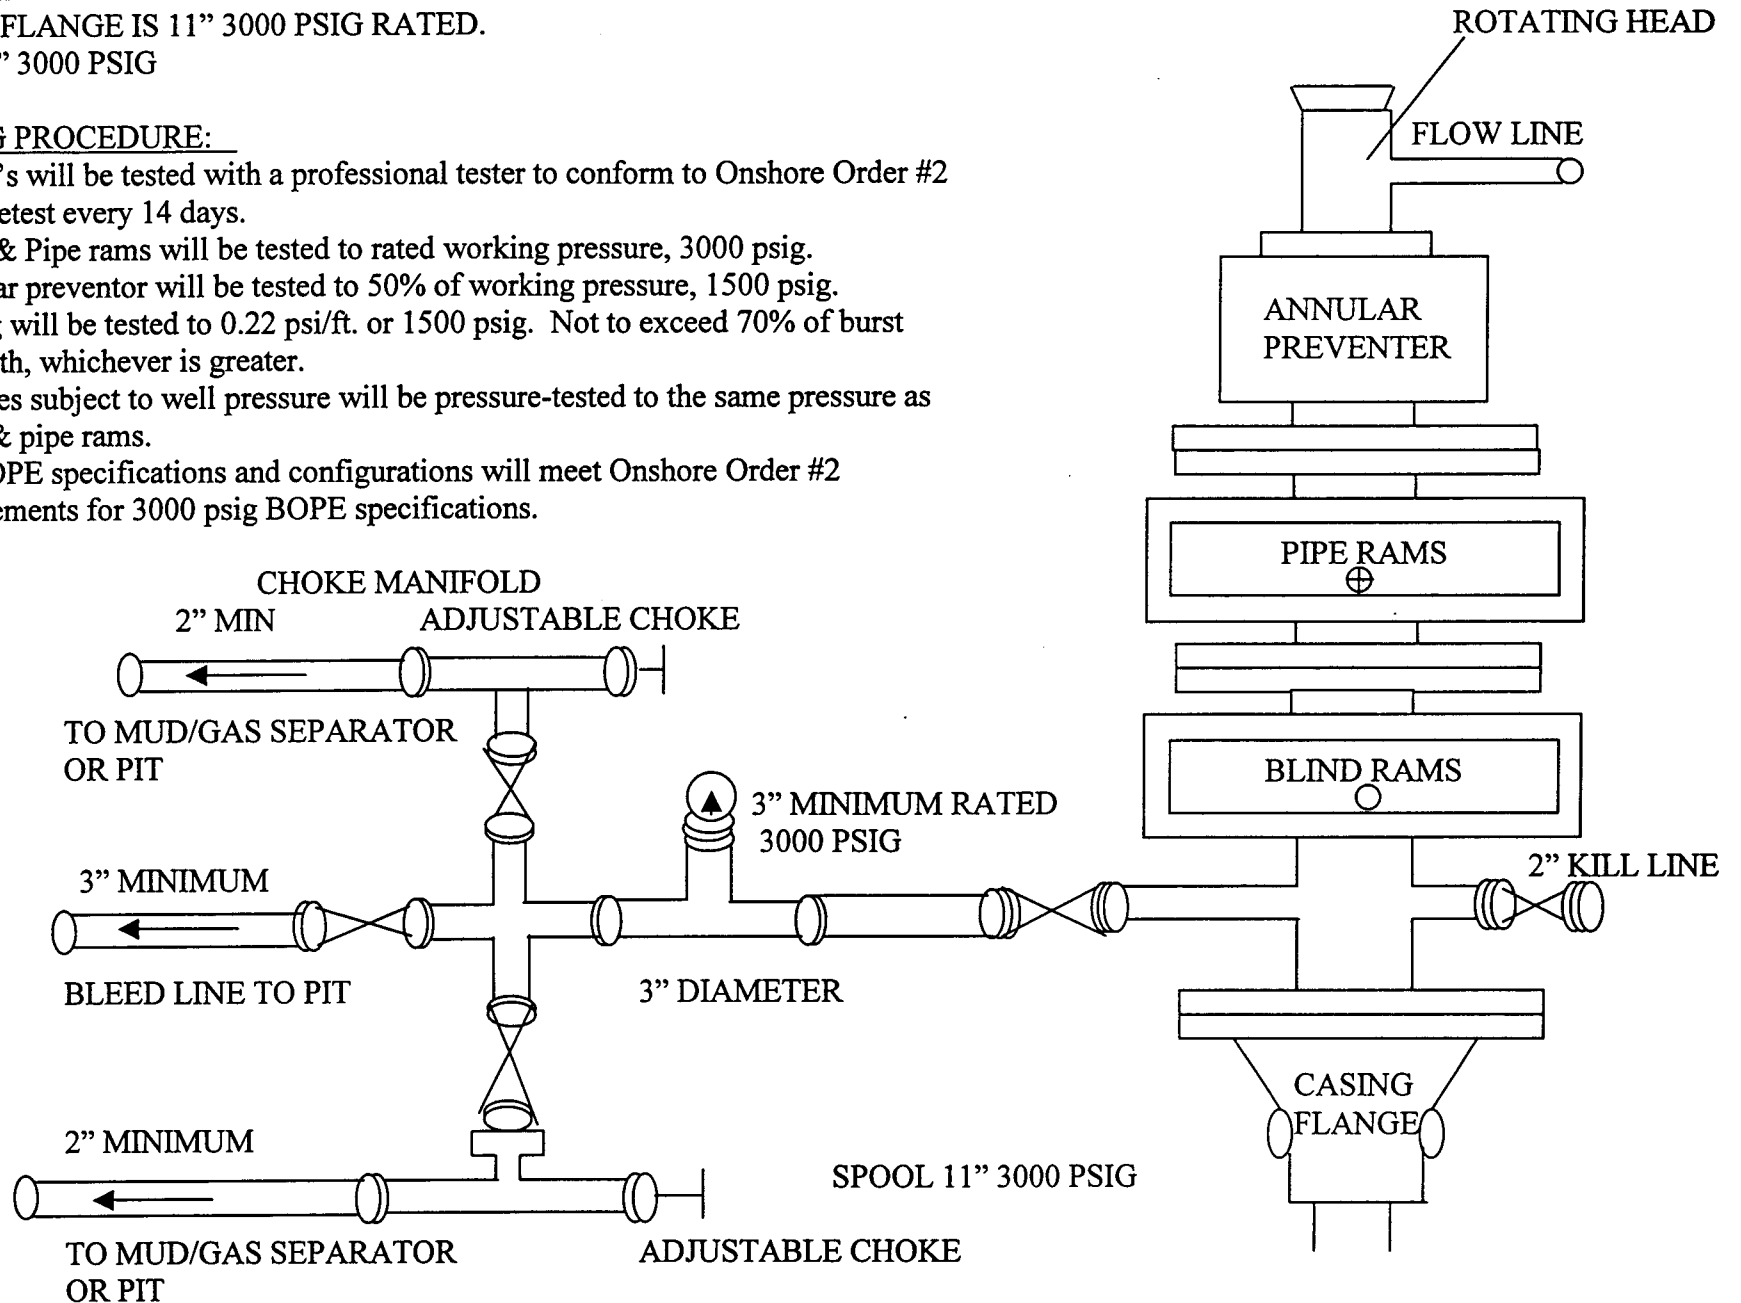 FLANGE IS 11” 3000 PSIG RATED.
” 3000 PSIG
PROCEDURE:
’s will be tested with a professional tester to conform to Onshore Order #2
etest every 14 days.
& Pipe rams will be tested to rated working pressure, 3000 psig.
ar preventor will be tested to 50% of working pressure, 1500 psig.
will be tested to 0.22 psi/ft. or 1500 psig. Not to exceed 70% of burst
th, whichever is greater.
es subject to well pressure will be pressure-tested to the same pressure as
& pipe rams.
OPE specifications and configurations will meet Onshore Order #2
ements for 3000 psig BOPE specifications.
ROTATING HEAD
FLOW LINE
ANNULAR
PREVENTER
PIPE RAMS
BLIND RAMS
2” KILL LINE
CASING
FLANGE
CHOKE MANIFOLD
2” MIN
ADJUSTABLE CHOKE
TO MUD/GAS SEPARATOR
OR PIT
3” MINIMUM RATED
3000 PSIG
3” MINIMUM
BLEED LINE TO PIT
3” DIAMETER
2” MINIMUM
SPOOL 11” 3000 PSIG
TO MUD/GAS SEPARATOR
OR PIT
ADJUSTABLE CHOKE